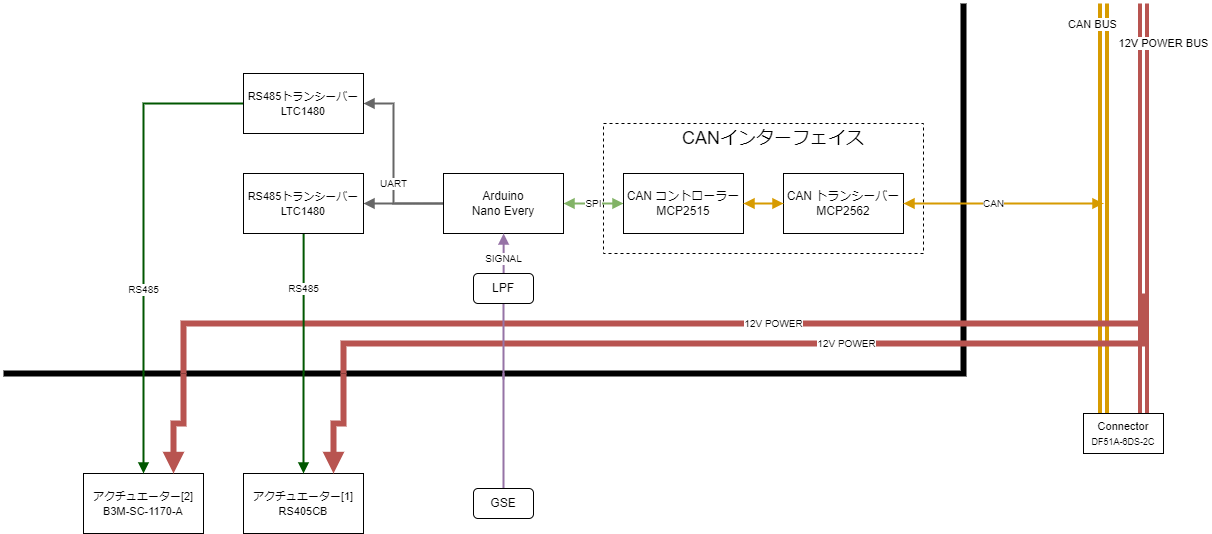 CAN BUS
12V POWER BUS
RS485トランシーバー
LTC1480
CANインターフェイス
UART
RS485トランシーバー
LTC1480
Arduino
Nano Every
SPI
CAN コントローラー
MCP2515
CAN トランシーバー
MCP2562
CAN
SIGNAL
LPF
RS485
RS485
12V POWER
12V POWER
Connector
DF51A-6DS-2C
アクチュエーター[2]
B3M-SC-1170-A
アクチュエーター[1]
RS405CB
GSE